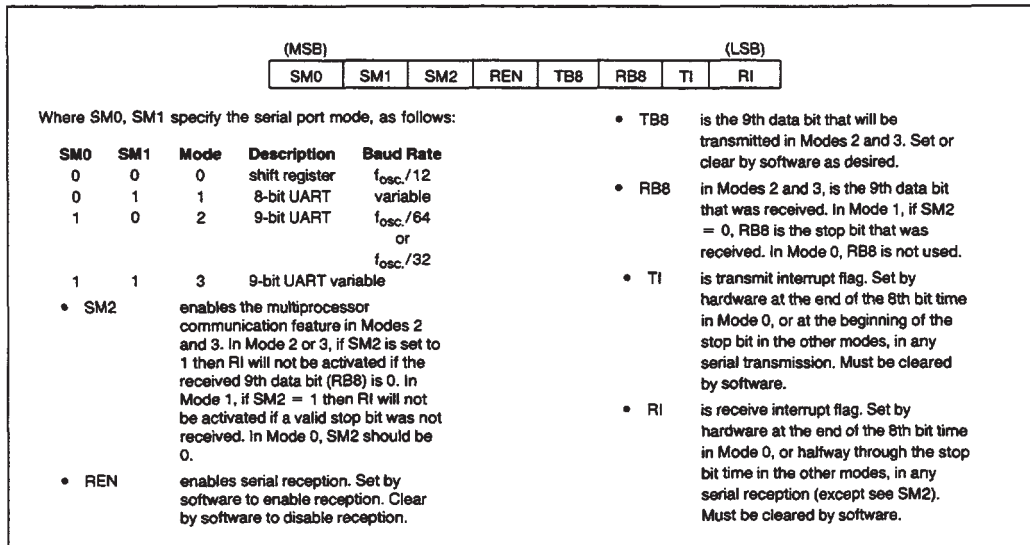 (MSB) (LSB)
SM0 SM1 SM2 REN TB8 RB8 TI RI
Where SM0, SM1 specify the serial port mode, as follows:
SM0 SM1 Mode Description Baud Rate
0 0 0 shift register fosc./12
0 1 1 8-bit UART variable
1 0 2 9-bit UART fosc./64
or
fosc./32
1 1 3 9-bit UART variable
• SM2 enables the multiprocessor
communication feature in Modes 2
and 3. In Mode 2 or 3, if SM2 is set to
1 then RI will not be activated if the
received 9th data bit (RB8) is 0. In
Mode 1, if SM2 = 1 then RI will not
be activated if a valid stop bit was not
received. In Mode 0, SM2 should be
0.
• REN enables serial reception. Set by
software to enable reception. Clear
by software to disable reception.
• TB8 is the 9th data bit that will be
transmitted in Modes 2 and 3. Set or
clear by software as desired.
• RB8 in Modes 2 and 3, is the 9th data bit
that was received. In Mode 1, if SM2
= 0, RB8 is the stop bit that was
received. In Mode 0, RB8 is not used.
• TI is transmit interrupt flag. Set by
hardware at the end of the 8th bit time
in Mode 0, or at the beginning of the
stop bit in the other modes, in any
serial transmission. Must be cleared
by software.
• RI is receive interrupt flag. Set by
hardware at the end of the 8th bit time
in Mode 0, or halfway through the stop
bit time in the other modes, in any
serial reception (except see SM2).
Must be cleared by software.